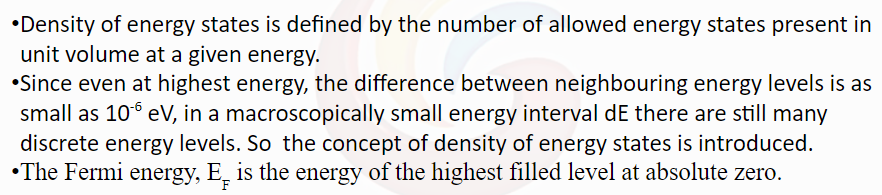 •Density of energy states is defined by the number of allowed energy states present in
unit volume at a given energy.
•Since even at highest energy, the difference between neighbouring energy levels is as
small as 10⁻⁶ eV, in a macroscopically small energy interval dE there are still many
discrete energy levels. So  the concept of density of energy states is introduced.
•The Fermi energy, E_F is the energy of the highest filled level at absolute zero.